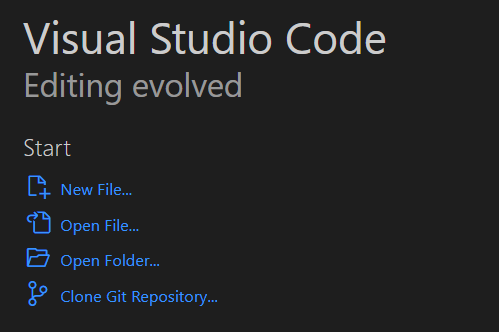 Visual Studio Code
Editing evolved
Start
New File...
Open File...
Open Folder...
Clone Git Repository...